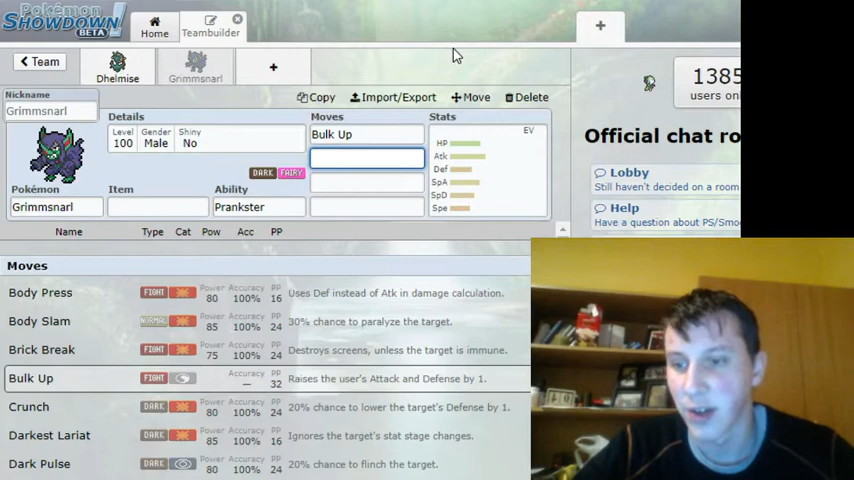 Pokémon
SHOWDOWN!
BETA
Home
Teambuilder
+
< Team
Dhelmise
Grimmsnarl
+
1385
users onl
Nickname
Grimmsnarl
Copy Import/Export Move Delete
Details
Level Gender Shiny
100 Male No
DARK FAIRY
Pokémon Item Ability
Grimmsnarl Prankster
Moves
Bulk Up
Stats
EV
HP
Atk
Def
SpA
SpD
Spe
Official chat ro
Lobby
Still haven't decided on a room
Help
Have a question about PS/Smo
Name Type Cat Pow Acc PP
Moves
Body Press FIGHT Power 80 Accuracy 100% PP 16 Uses Def instead of Atk in damage calculation.
Body Slam NORMAL Power 85 Accuracy 100% PP 24 30% chance to paralyze the target.
Brick Break FIGHT Power 75 Accuracy 100% PP 24 Destroys screens, unless the target is immune.
Bulk Up FIGHT Accuracy — PP 32 Raises the user's Attack and Defense by 1.
Crunch DARK Power 80 Accuracy 100% PP 24 20% chance to lower the target's Defense by 1.
Darkest Lariat DARK Power 85 Accuracy 100% PP 16 Ignores the target's stat stage changes.
Dark Pulse DARK Power 80 Accuracy 100% PP 24 20% chance to flinch the target.